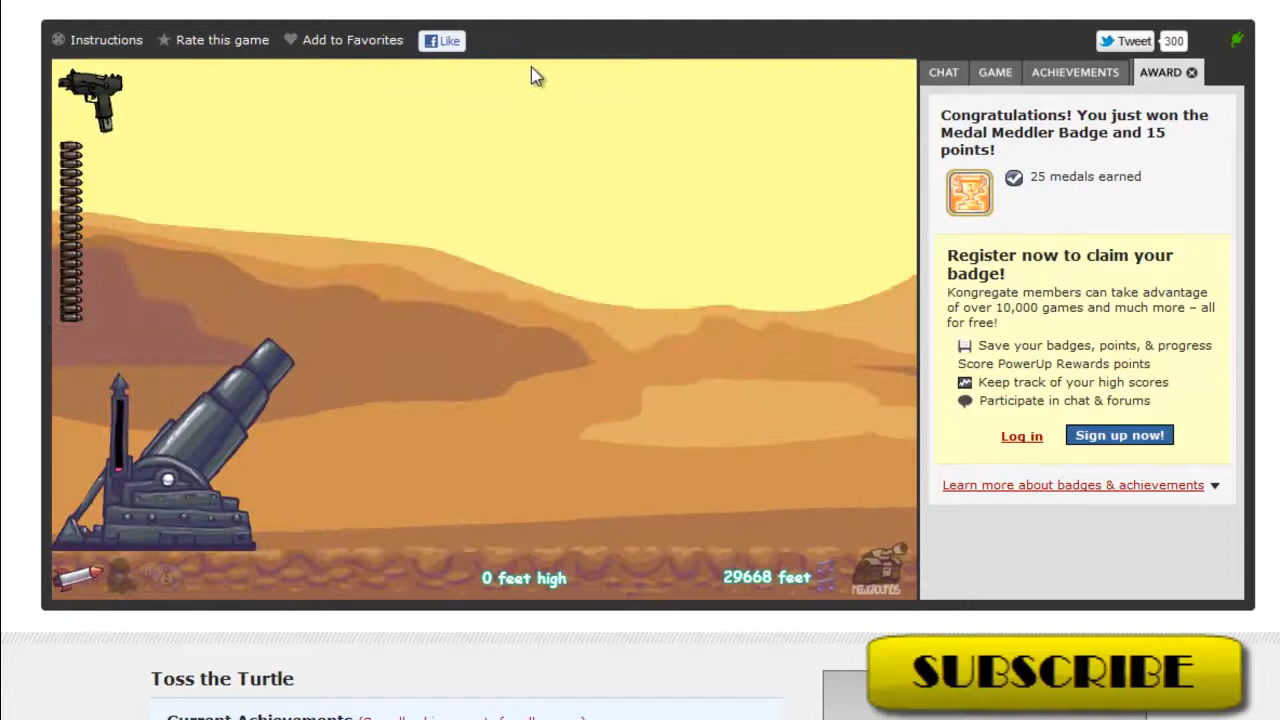 Instructions Rate this game Add to Favorites Like Tweet 300
CHAT GAME ACHIEVEMENTS AWARD
Congratulations! You just won the
Medal Meddler Badge and 15
points!
25 medals earned
Register now to claim your
badge!
Kongregate members can take advantage
of over 10,000 games and much more – all
for free!
Save your badges, points, & progress
Score PowerUp Rewards points
Keep track of your high scores
Participate in chat & forums
Log in Sign up now!
Learn more about badges & achievements
0 feet high 29668 feet
NEWGROUNDS
SUBSCRIBE
Toss the Turtle